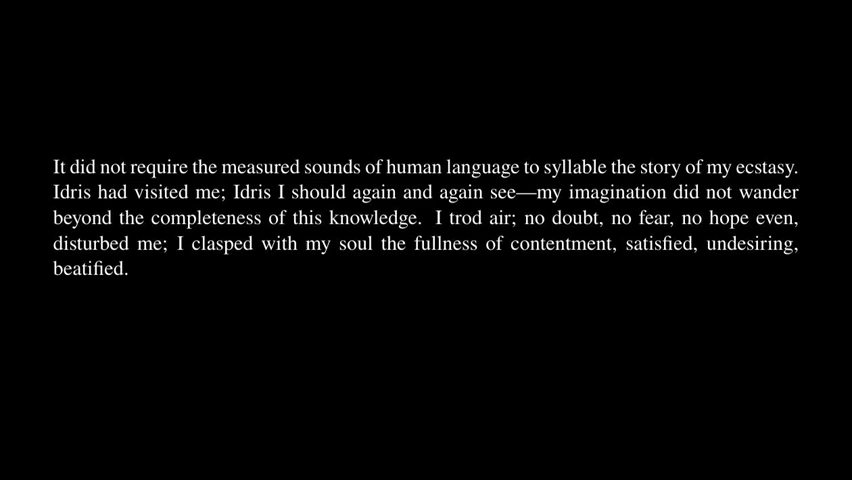 It did not require the measured sounds of human language to syllable the story of my ecstasy.
Idris had visited me; Idris I should again and again see—my imagination did not wander
beyond the completeness of this knowledge. I trod air; no doubt, no fear, no hope even,
disturbed me; I clasped with my soul the fullness of contentment, satisfied, undesiring,
beatified.